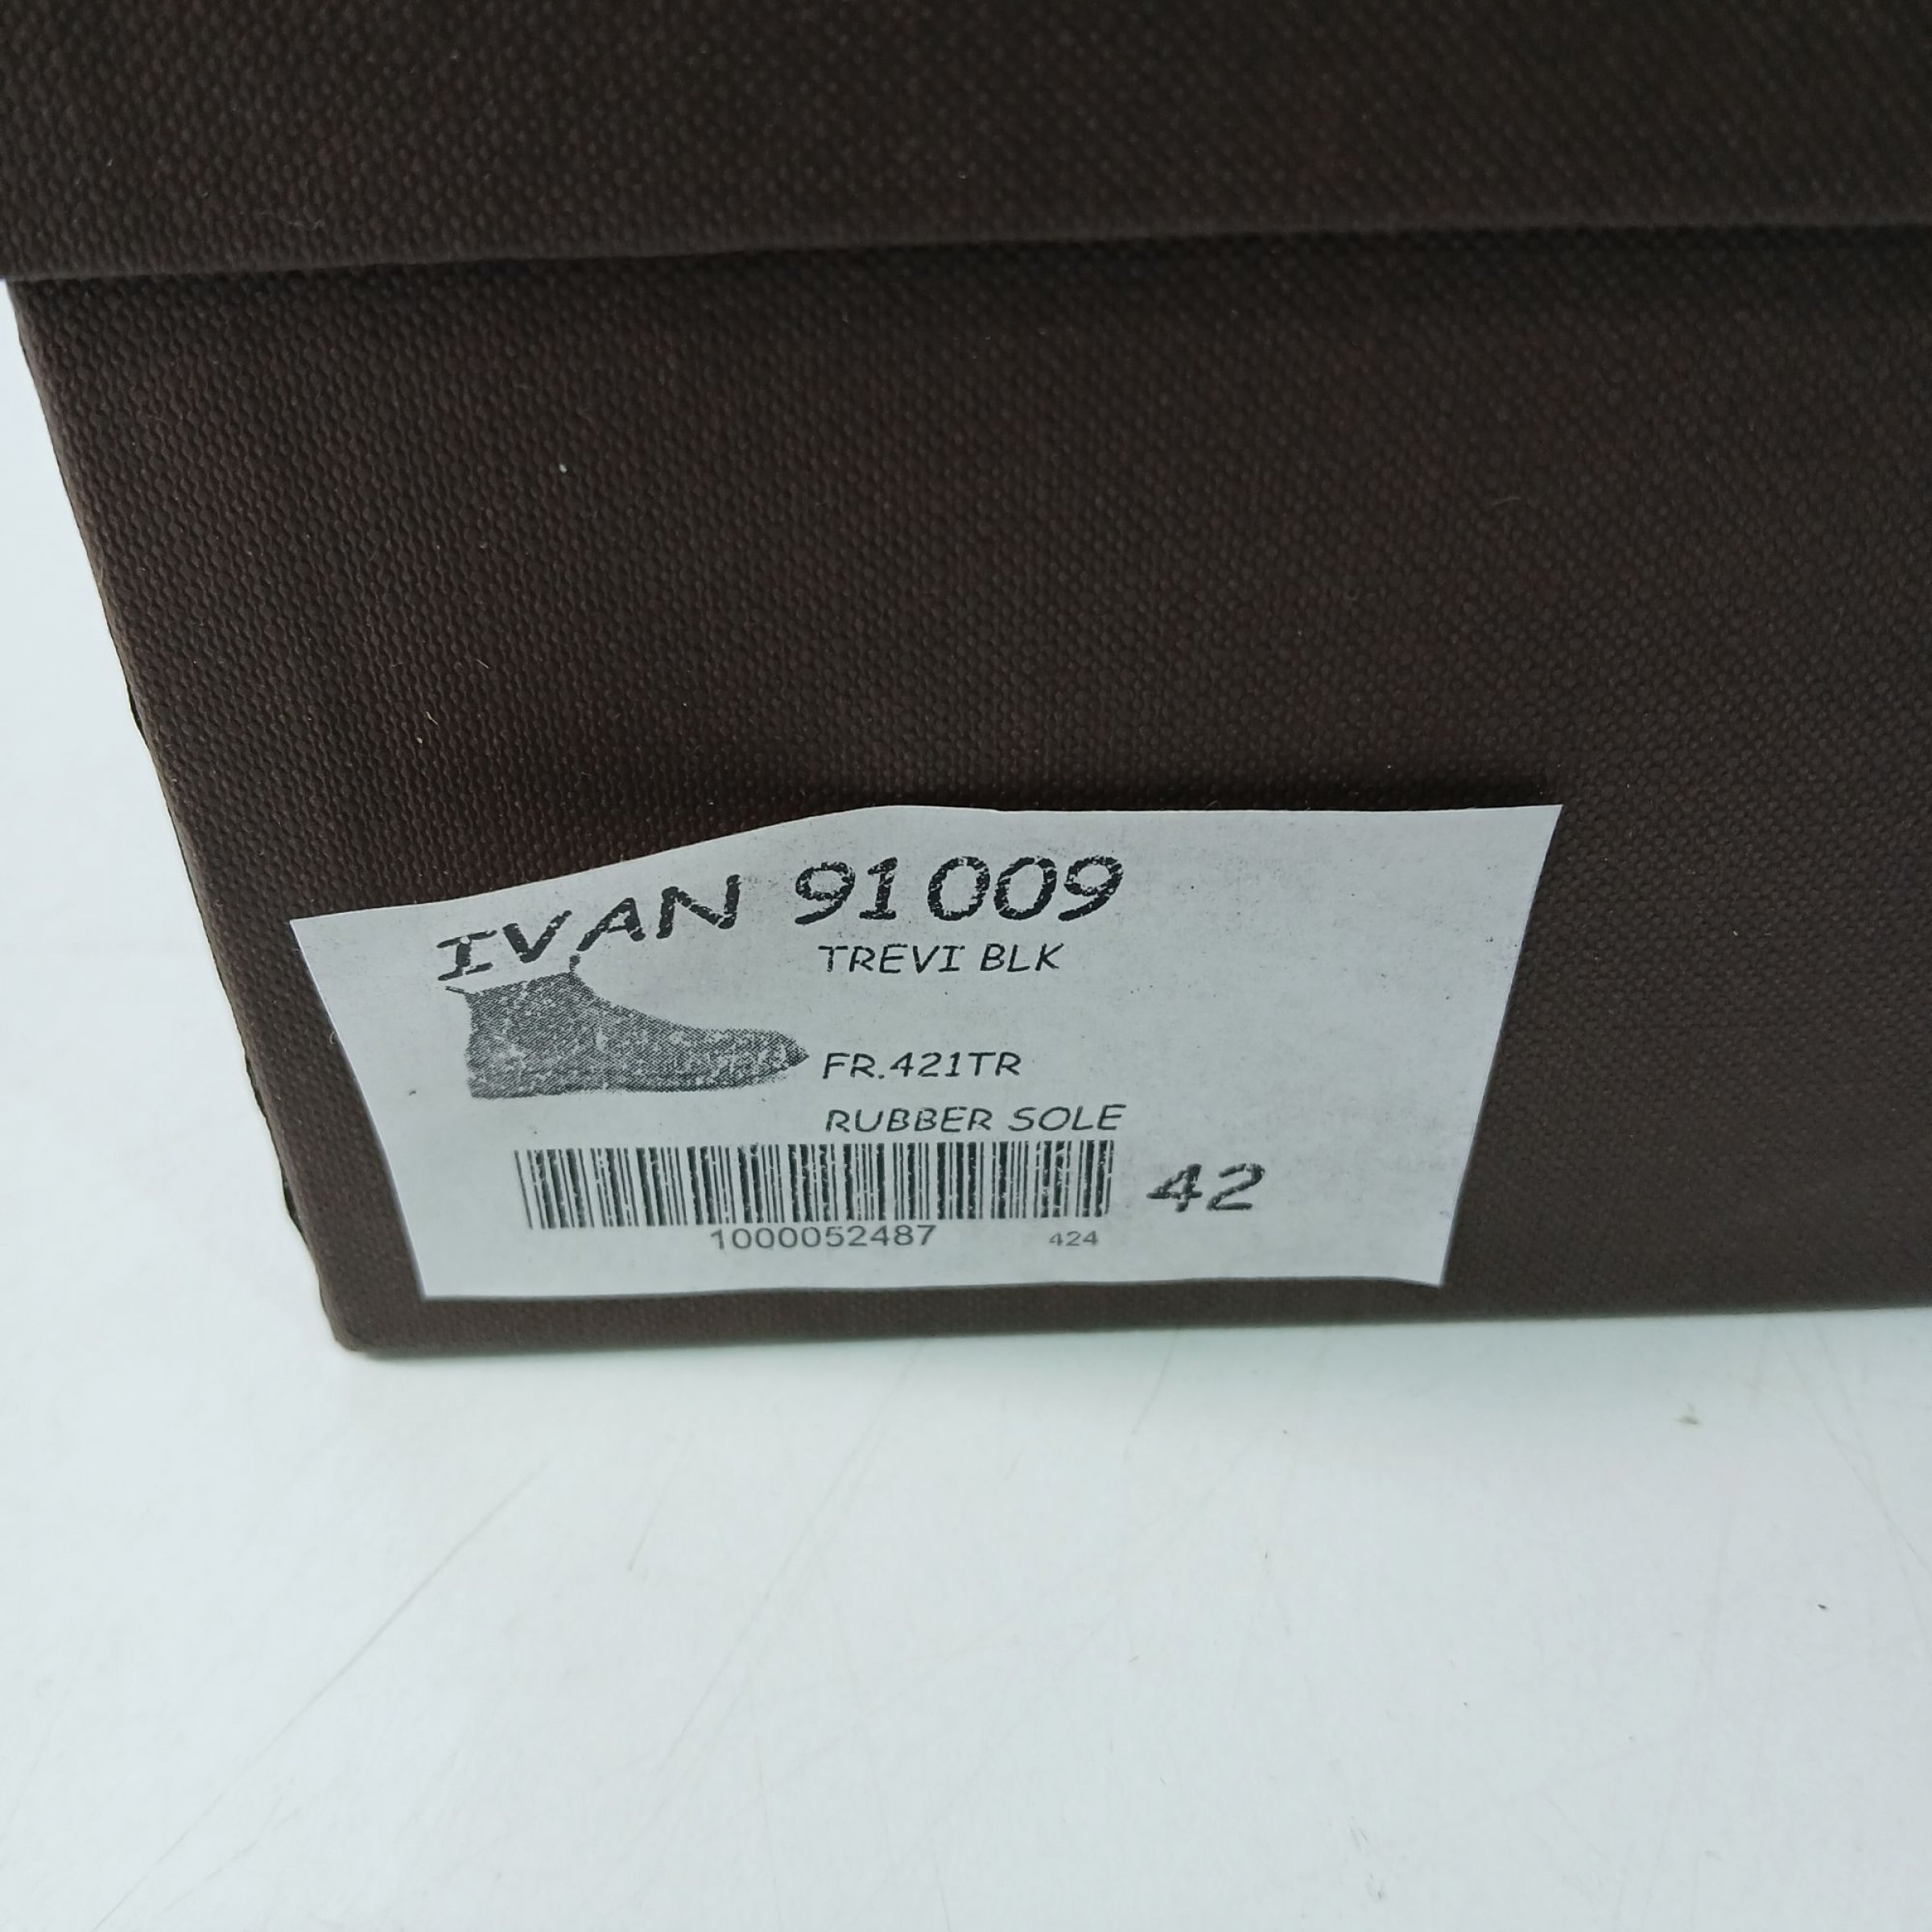 IVAN 91009
TREVI BLK
FR.421TR
RUBBER SOLE
42
1000052487 424